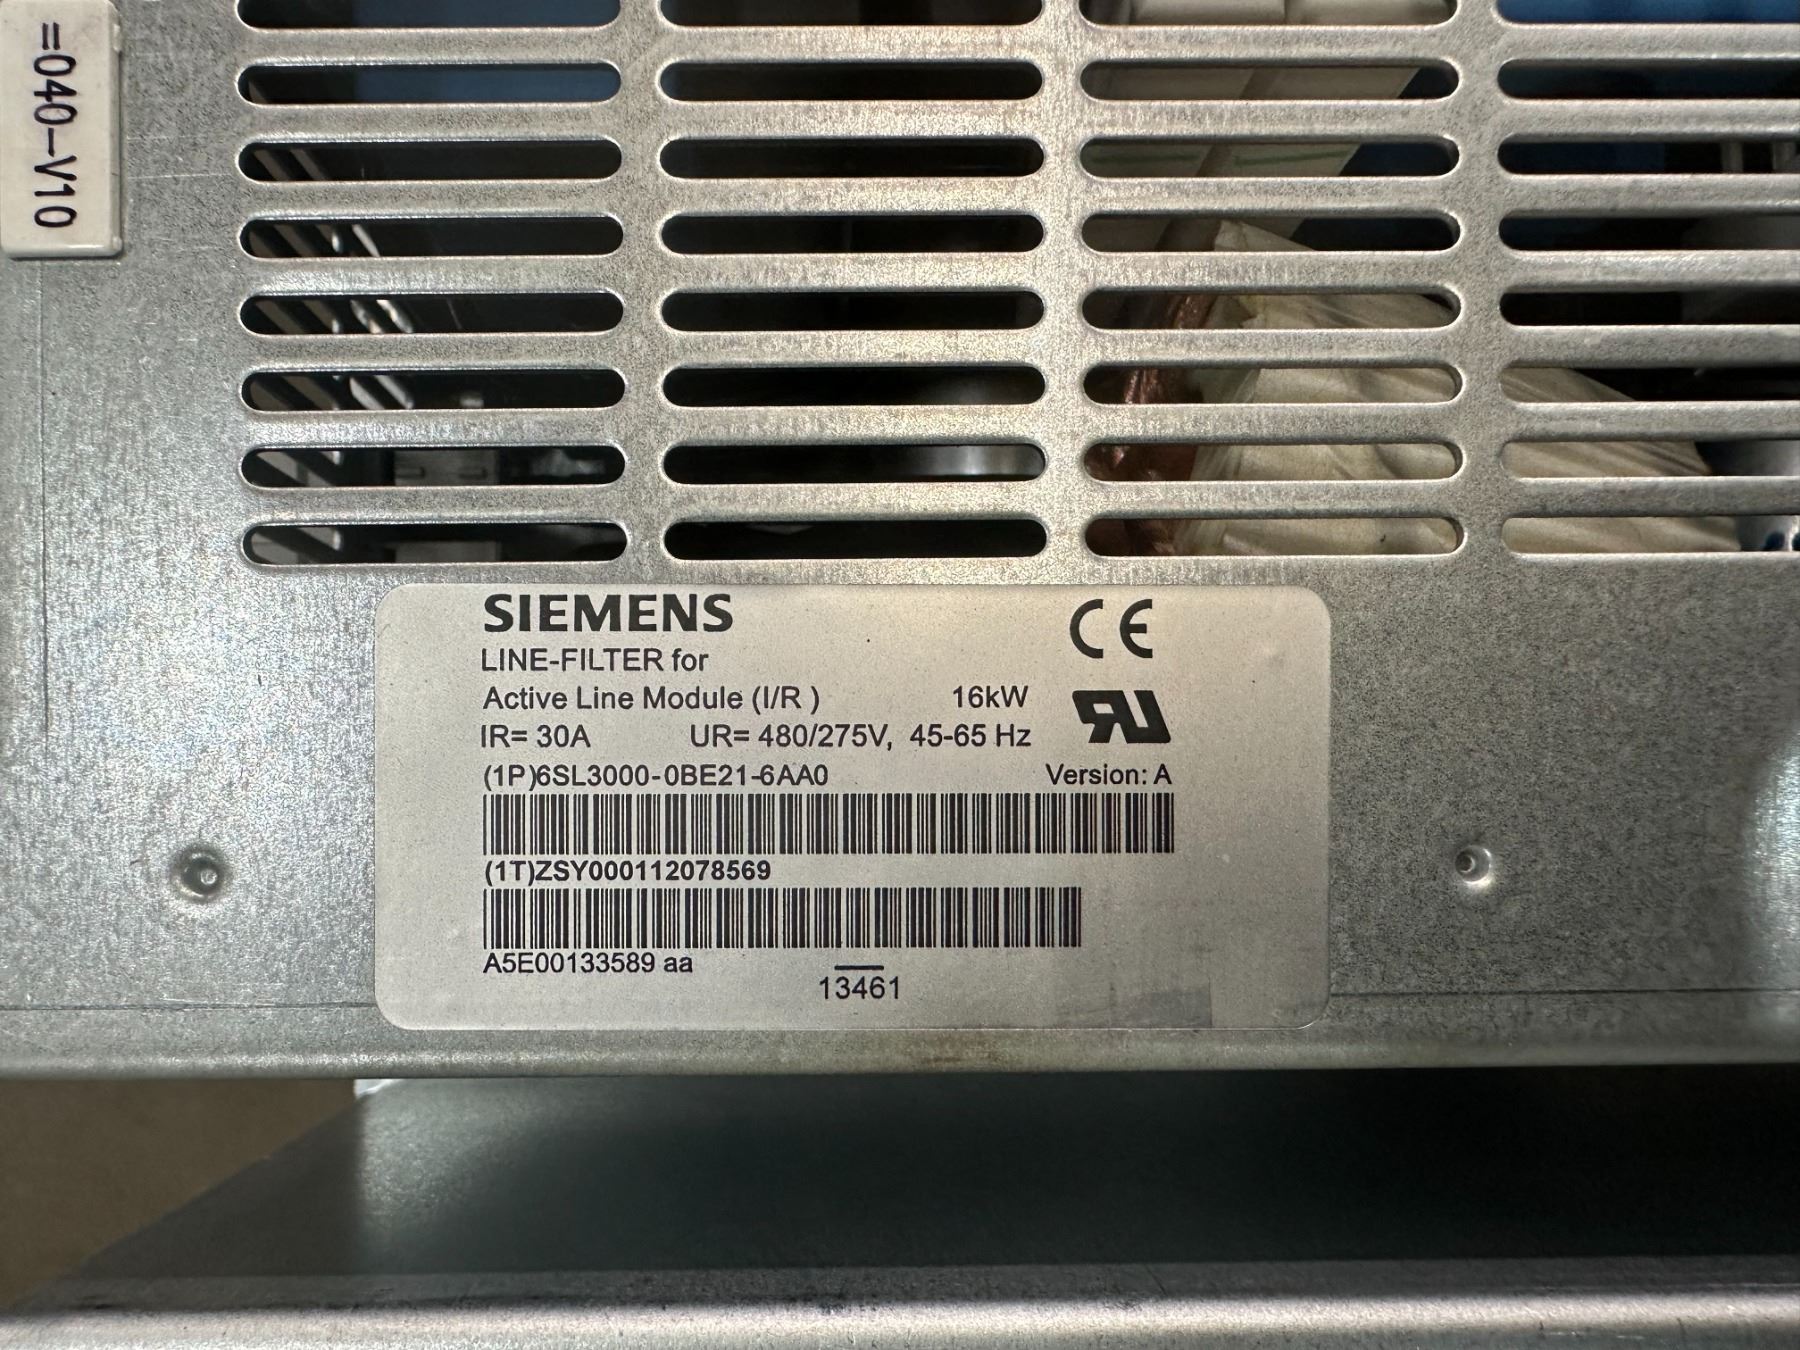 =040-V10
SIEMENS
LINE-FILTER for
Active Line Module (I/R ) 16kW
IR= 30A UR= 480/275V, 45-65 Hz
(1P)6SL3000-0BE21-6AA0 Version: A
(1T)ZSY000112078569
A5E00133589 aa
13461
CE
RU